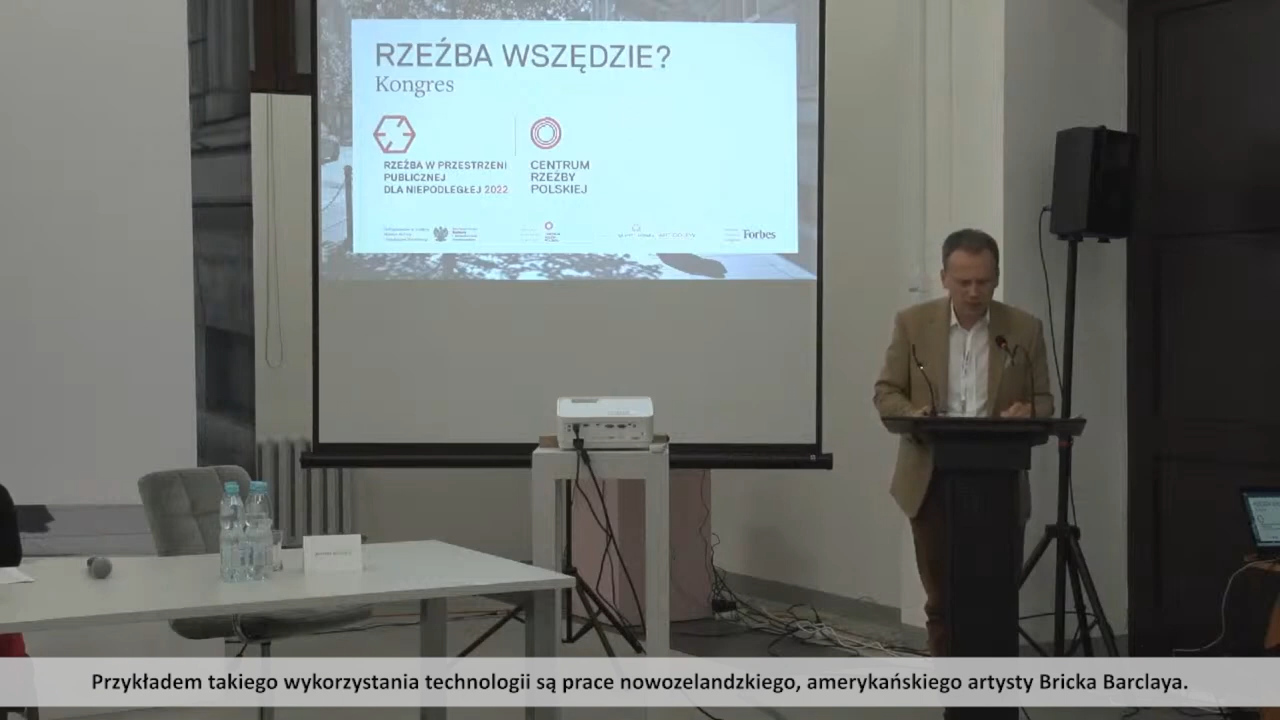 RZEŹBA WSZĘDZIE?
Kongres
RZEŹBA W PRZESTRZENI
PUBLICZNEJ
DLA NIEPODLEGŁEJ 2022
CENTRUM
RZEŹBY
POLSKIEJ
Forbes
Przykładem takiego wykorzystania technologii są prace nowozelandzkiego, amerykańskiego artysty Bricka Barclaya.